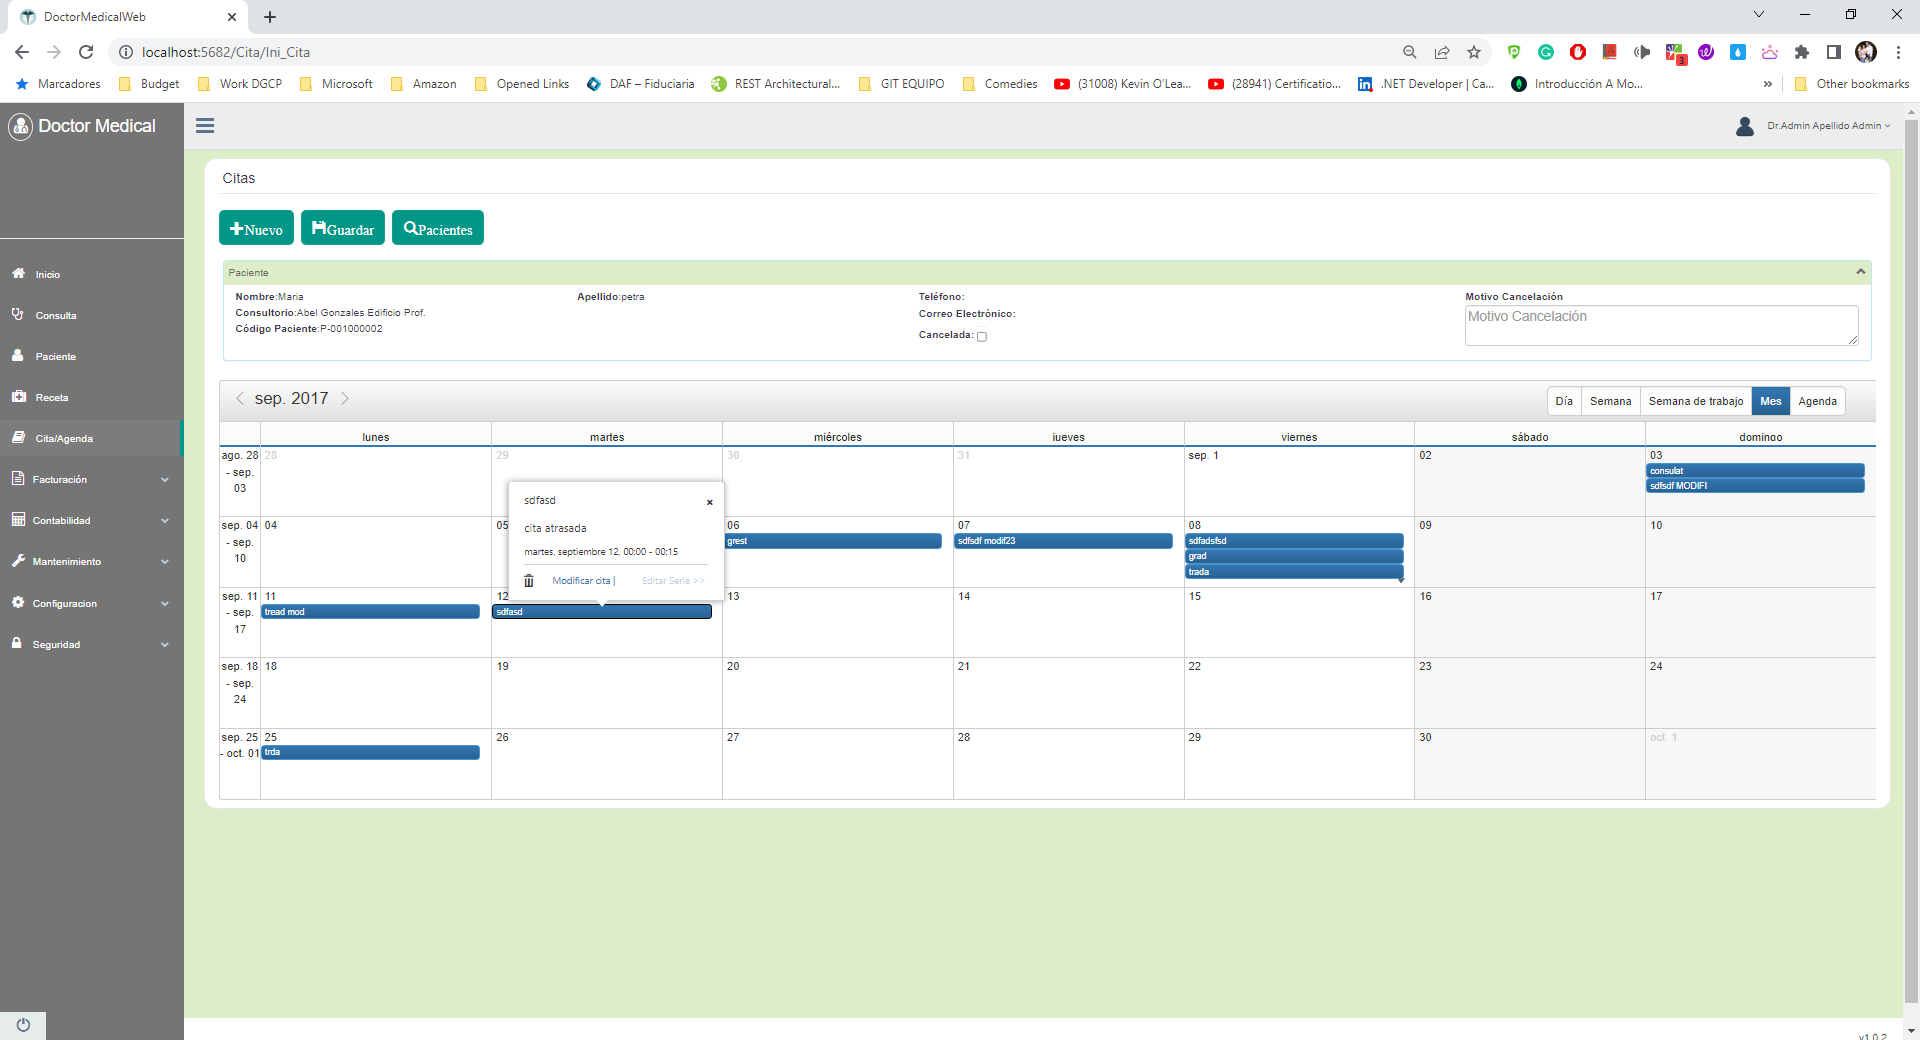 DoctorMedicalWeb
localhost:5682/Cita/Ini_Cita
3
Marcadores
Budget
Work DGCP
Microsoft
Amazon
Opened Links
DAF – Fiduciaria
REST Architectural...
GIT EQUIPO
Comedies
(31008) Kevin O'Lea...
(28941) Certificatio...
.NET Developer | Ca...
Introducción A Mo...
»
Other bookmarks
Doctor Medical
Dr.Admin Apellido Admin
Citas
Nuevo
Guardar
Pacientes
Inicio
Consulta
Paciente
Receta
Cita/Agenda
Facturación
Contabilidad
Mantenimiento
Configuracion
Seguridad
Paciente
Nombre:Maria
Apellido:petra
Teléfono:
Motivo Cancelación
Consultorio:Abel Gonzales Edificio Prof.
Correo Electrónico:
Motivo Cancelación
Código Paciente:P-001000002
Cancelada:
sep. 2017
Día
Semana
Semana de trabajo
Mes
Agenda
lunes martes miércoles jueves viernes sábado domingo
ago. 28 - sep. 03
28 29 30 31 sep. 1 02 03
consulat
sdfsdf MODIFI
sep. 04 - sep. 10
04 05 06 07 08 09 10
grest
sdfsdf modif23
sdfadsfsd
grad
trada
sdfasd
×
cita atrasada
martes, septiembre 12, 00:00 - 00:15
Modificar cita |
Editar Serie >>
sep. 11 - sep. 17
11 12 13 14 15 16 17
tread mod
sdfasd
sep. 18 - sep. 24
18 19 20 21 22 23 24
sep. 25 - oct. 01
25 26 27 28 29 30 oct. 1
trda
v1.0.2